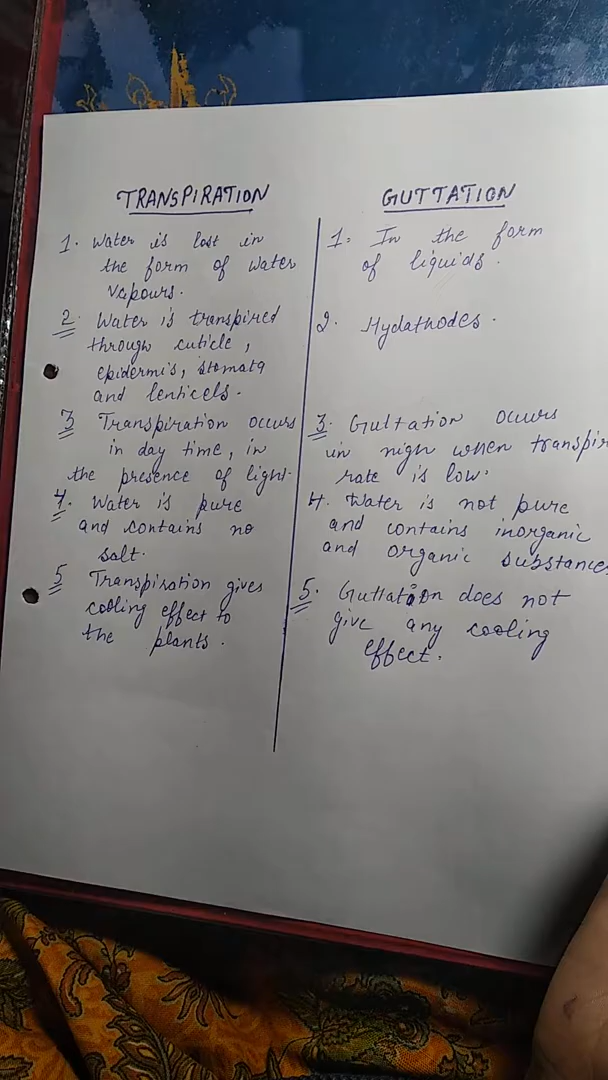 TRANSPIRATION
1. Water is lost in
the form of water
vapours.
2. Water is transpired
through cuticle,
epidermis, stomata
and lenticels.
3 Transpiration occurs
in day time, in
the presence of light.
4. Water is pure
and contains no
salt.
5 Transpiration gives
cooling effect to
the plants.
GUTTATION
1. In the form
of liquids.
2. Hydathodes.
3. Guttation occurs
in nigh when transpir
rate is low.
4. Water is not pure
and contains inorganic
and organic substances
5. Guttation does not
give any cooling
effect.